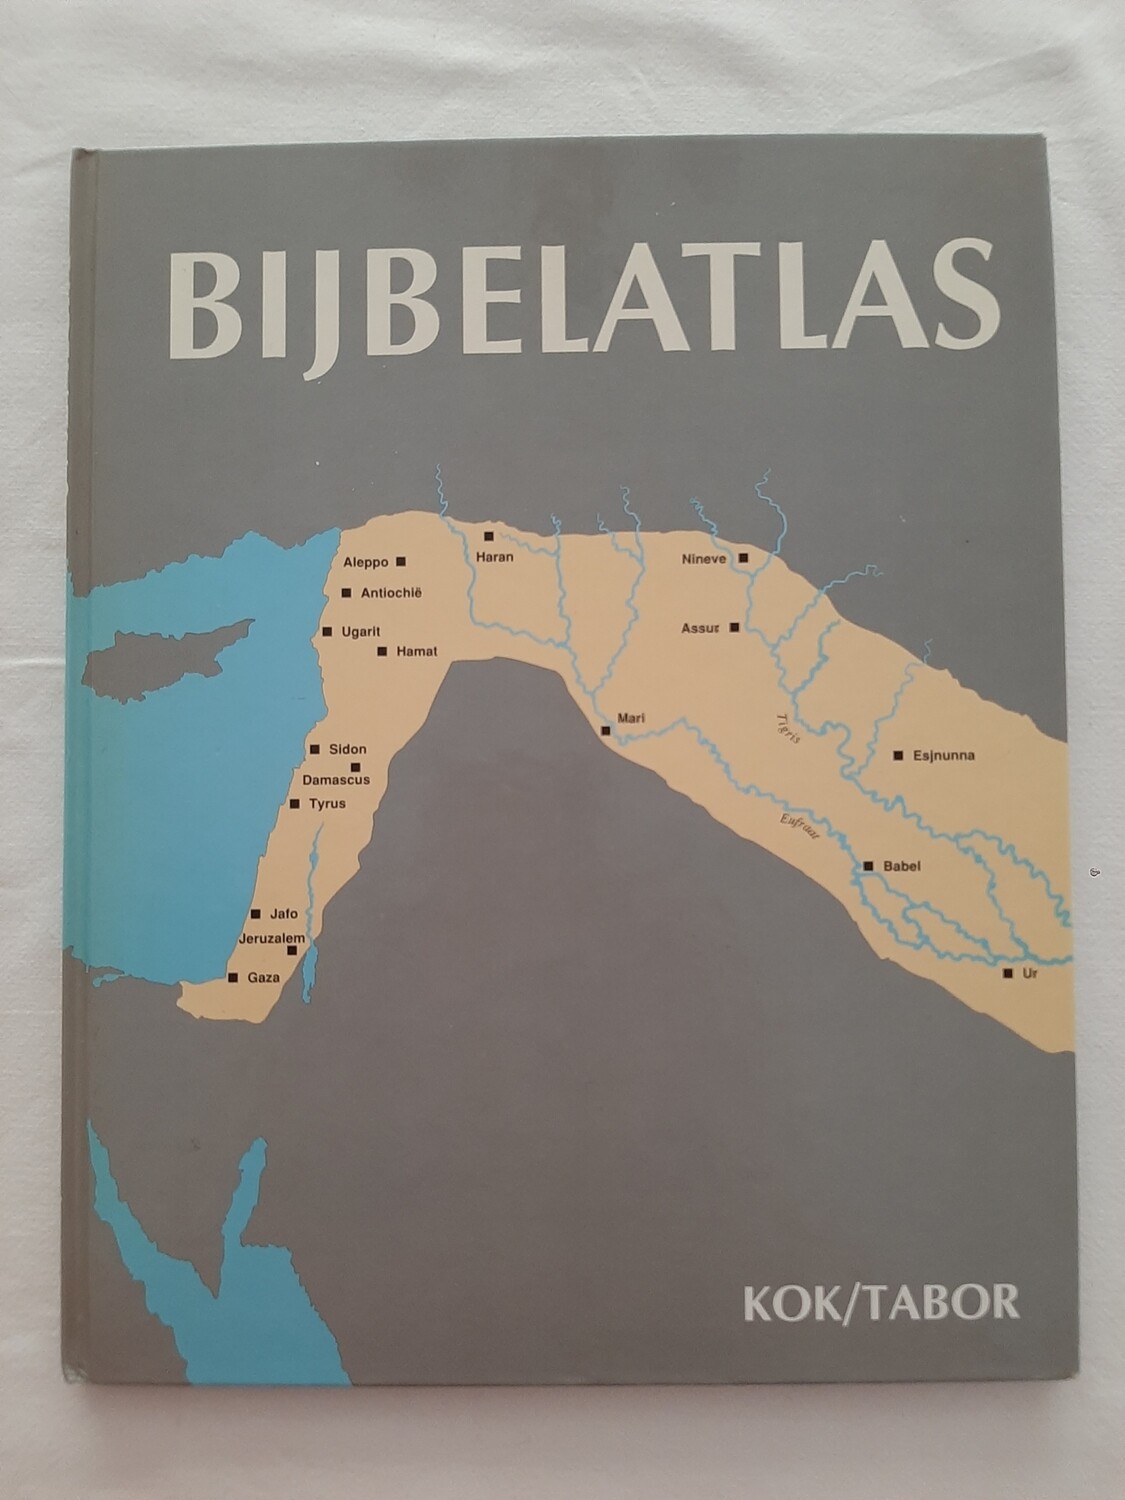 BIJBELATLAS
Haran
Nineve
Aleppo
Antiochië
Assur
Ugarit
Hamat
Mari
Tigris
Sidon
Esjnunna
Damascus
Tyrus
Eufraat
Babel
Jafo
Jeruzalem
Gaza
Ur
KOK/TABOR